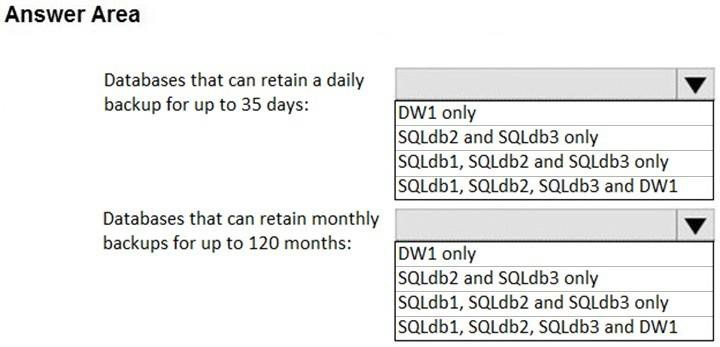 Answer Area
Databases that can retain a daily
backup for up to 35 days:
DW1 only
SQLdb2 and SQLdb3 only
SQLdb1, SQLdb2 and SQLdb3 only
SQLdb1, SQLdb2, SQLdb3 and DW1
Databases that can retain monthly
backups for up to 120 months:
DW1 only
SQLdb2 and SQLdb3 only
SQLdb1, SQLdb2 and SQLdb3 only
SQLdb1, SQLdb2, SQLdb3 and DW1